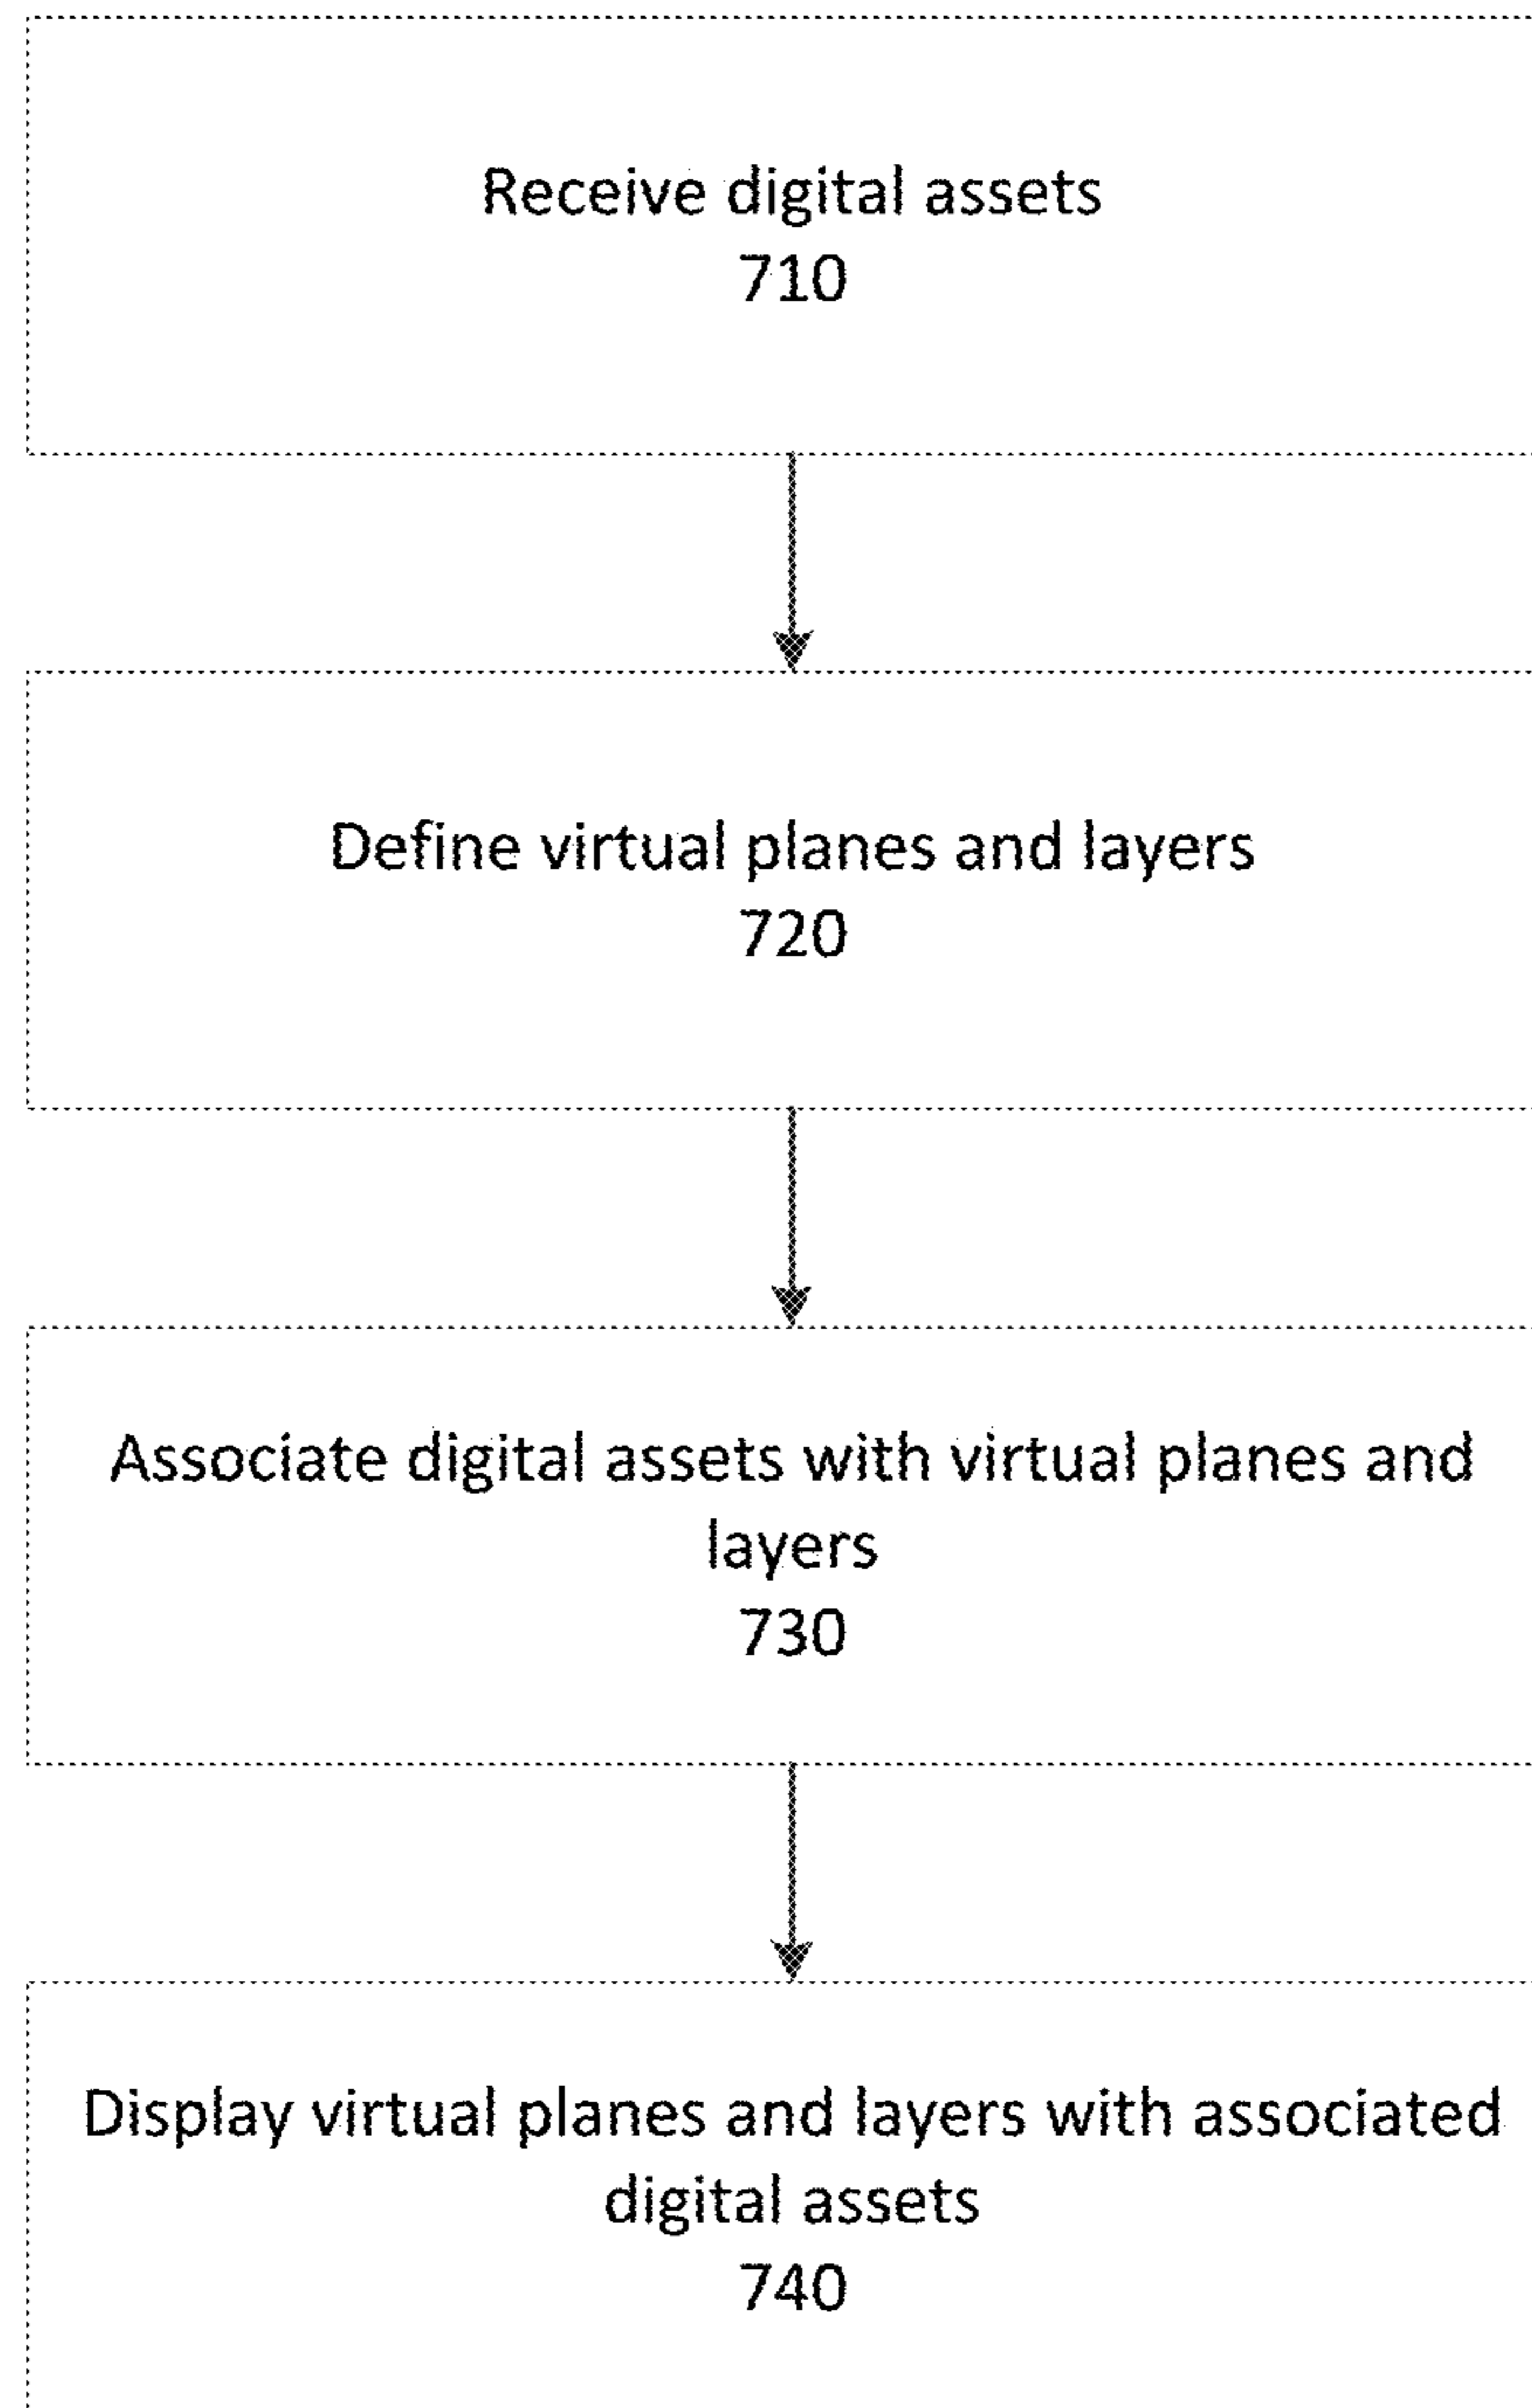 Receive digital assets
710
Define virtual planes and layers
720
Associate digital assets with virtual planes and
layers
730
Display virtual planes and layers with associated
digital assets
740